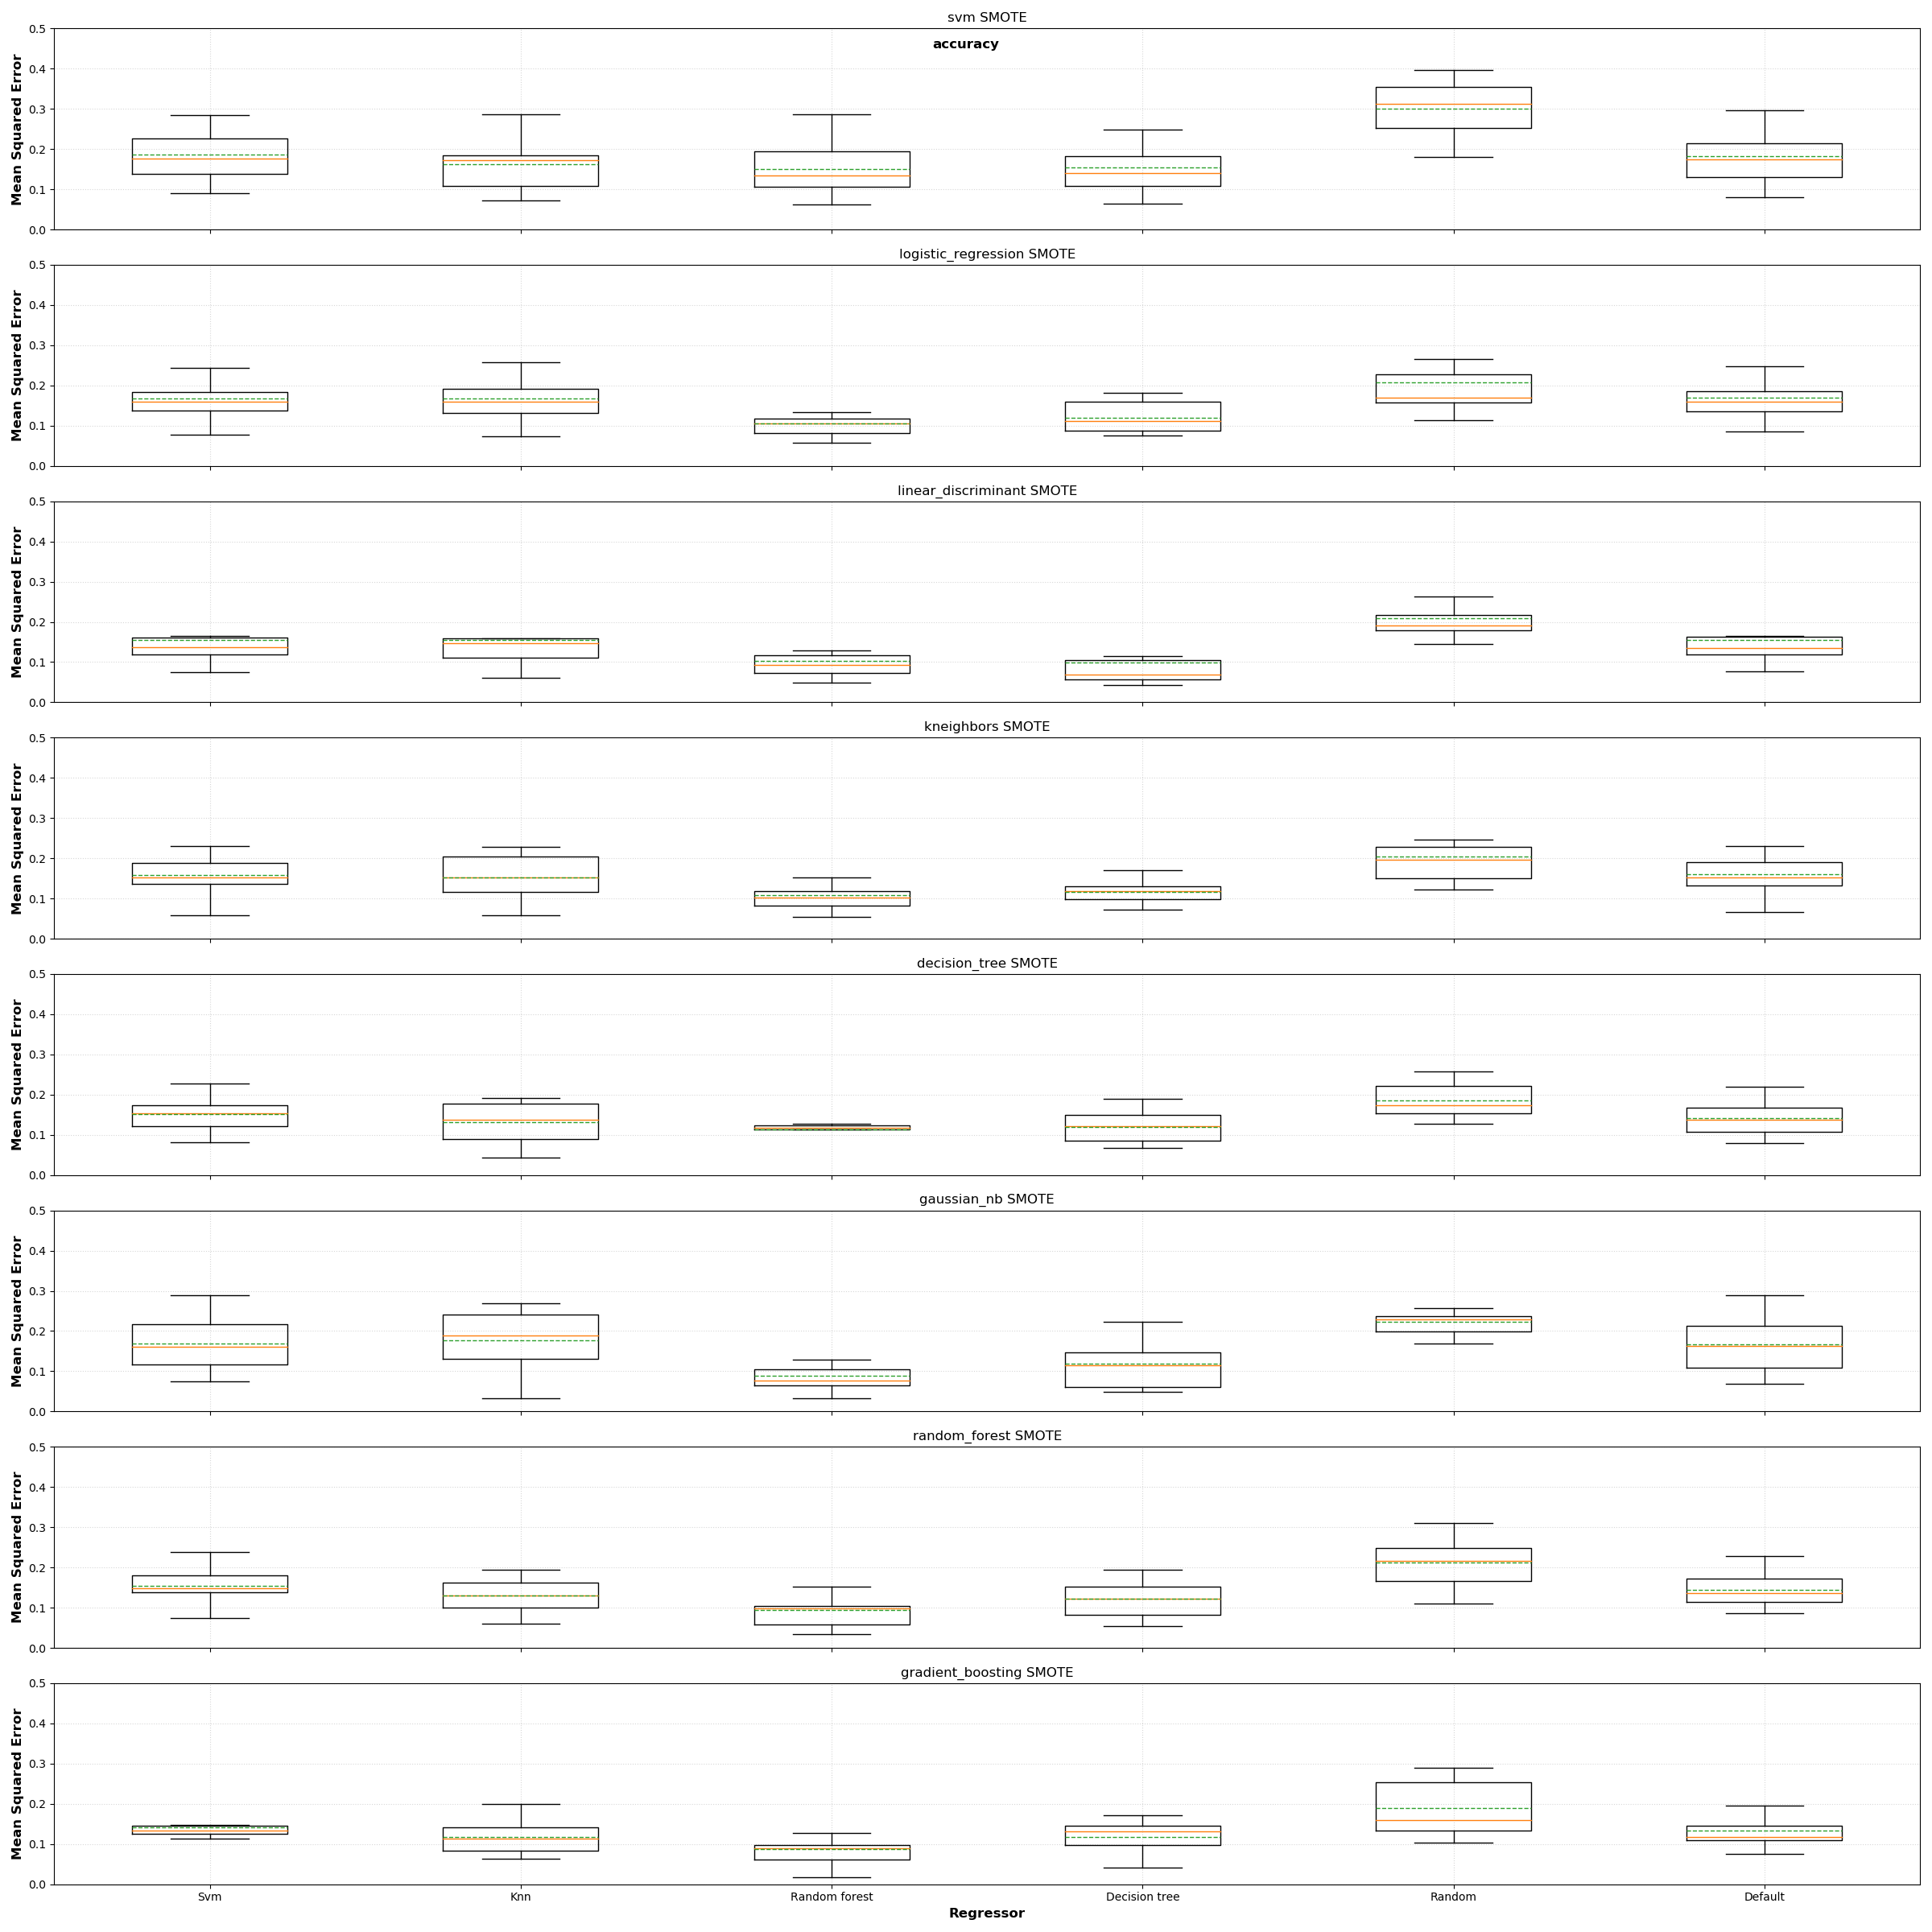 svm SMOTE
accuracy
0.5
0.4
0.3
0.2
0.1
0.0
Mean Squared Error
logistic_regression SMOTE
0.5
0.4
0.3
0.2
0.1
0.0
Mean Squared Error
linear_discriminant SMOTE
0.5
0.4
0.3
0.2
0.1
0.0
Mean Squared Error
kneighbors SMOTE
0.5
0.4
0.3
0.2
0.1
0.0
Mean Squared Error
decision_tree SMOTE
0.5
0.4
0.3
0.2
0.1
0.0
Mean Squared Error
gaussian_nb SMOTE
0.5
0.4
0.3
0.2
0.1
0.0
Mean Squared Error
random_forest SMOTE
0.5
0.4
0.3
0.2
0.1
0.0
Mean Squared Error
gradient_boosting SMOTE
0.5
0.4
0.3
0.2
0.1
0.0
Mean Squared Error
Svm Knn Random forest Decision tree Random Default
Regressor